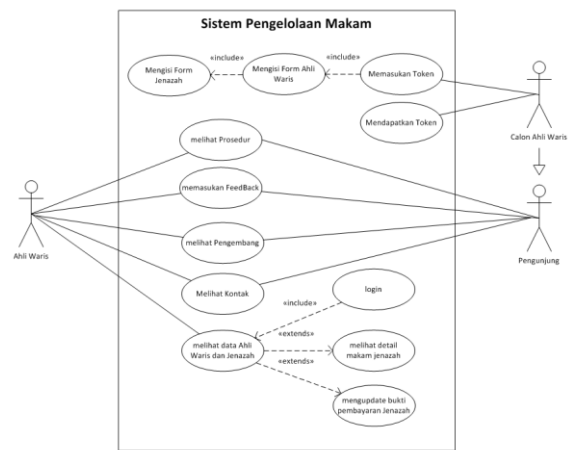 Sistem Pengelolaan Makam
«include»
«include»
Mengisi Form
Jenazah
Mengisi Form Ahli
Waris
Memasukan Token
Mendapatkan Token
Calon Ahli Waris
melihat Prosedur
memasukan FeedBack
melihat Pengembang
Melihat Kontak
Ahli Waris
Pengunjung
login
«include»
melihat data Ahli
Waris dan Jenazah
«extends»
melihat detail
makam jenazah
«extends»
mengupdate bukti
pembayaran Jenazah